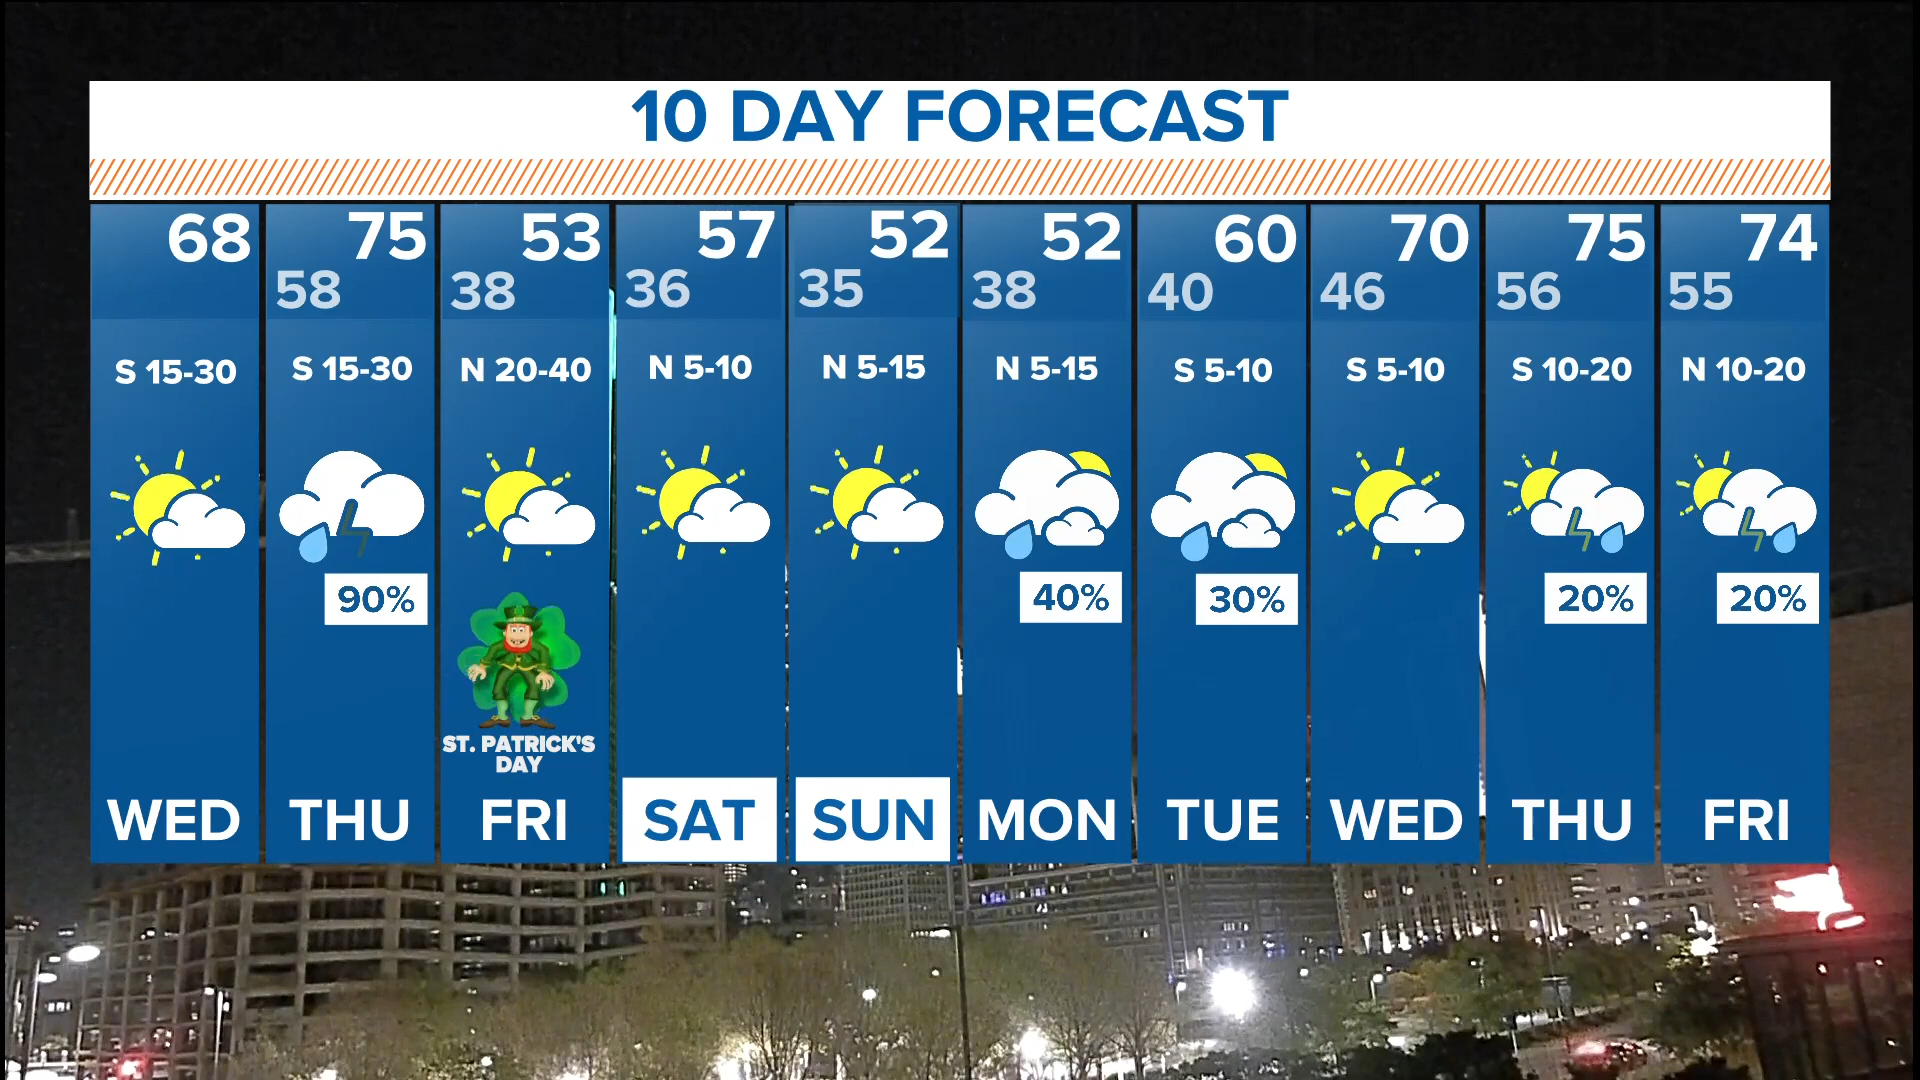 10 DAY FORECAST
68 75 53 57 52 52 60 70 75 74
58 38 36 35 38 40 46 56 55
S 15-30 S 15-30 N 20-40 N 5-10 N 5-15 N 5-15 S 5-10 S 5-10 S 10-20 N 10-20
90% 40% 30% 20% 20%
ST. PATRICK'S
DAY
WED THU FRI SAT SUN MON TUE WED THU FRI